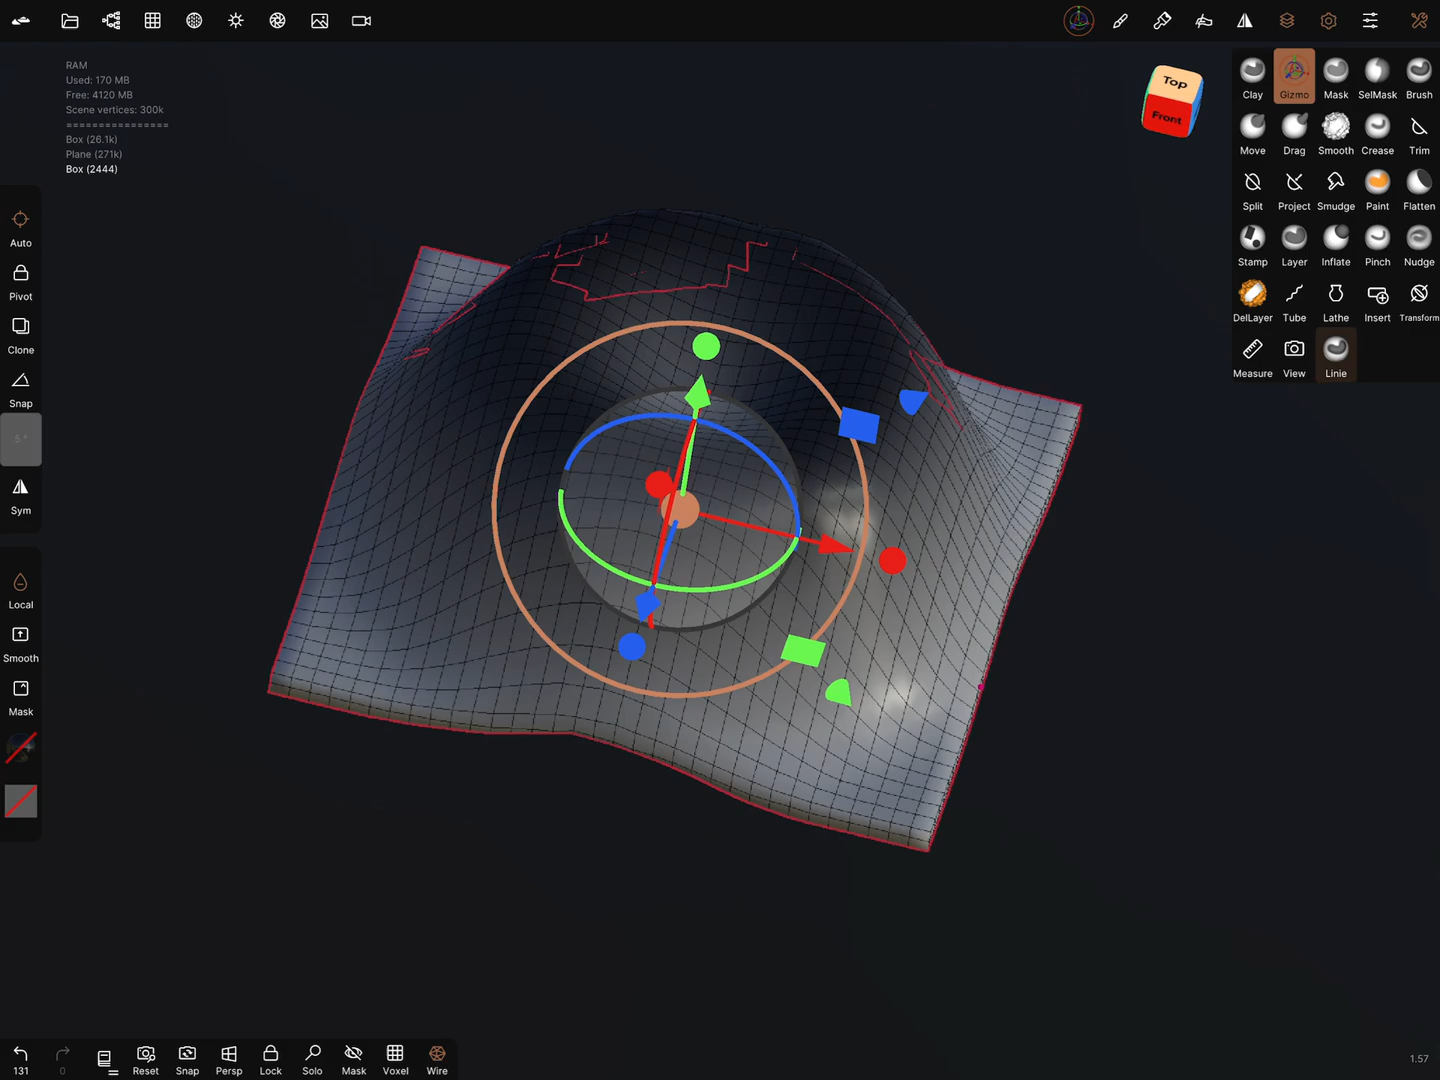 RAM
Used: 170 MB
Free: 4120 MB
Scene vertices: 300k
================
Box (26.1k)
Plane (271k)
Box (2444)
Top
Front
Clay Gizmo Mask SelMask Brush
Move Drag Smooth Crease Trim
Split Project Smudge Paint Flatten
Stamp Layer Inflate Pinch Nudge
DelLayer Tube Lathe Insert Transform
Measure View Linie
Auto
Pivot
Clone
Snap
5 °
Sym
Local
Smooth
Mask
131 0 Reset Snap Persp Lock Solo Mask Voxel Wire
1.57